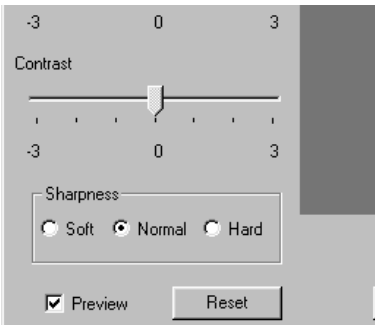 -3 0 3
Contrast
-3 0 3
Sharpness
Soft Normal Hard
Preview Reset